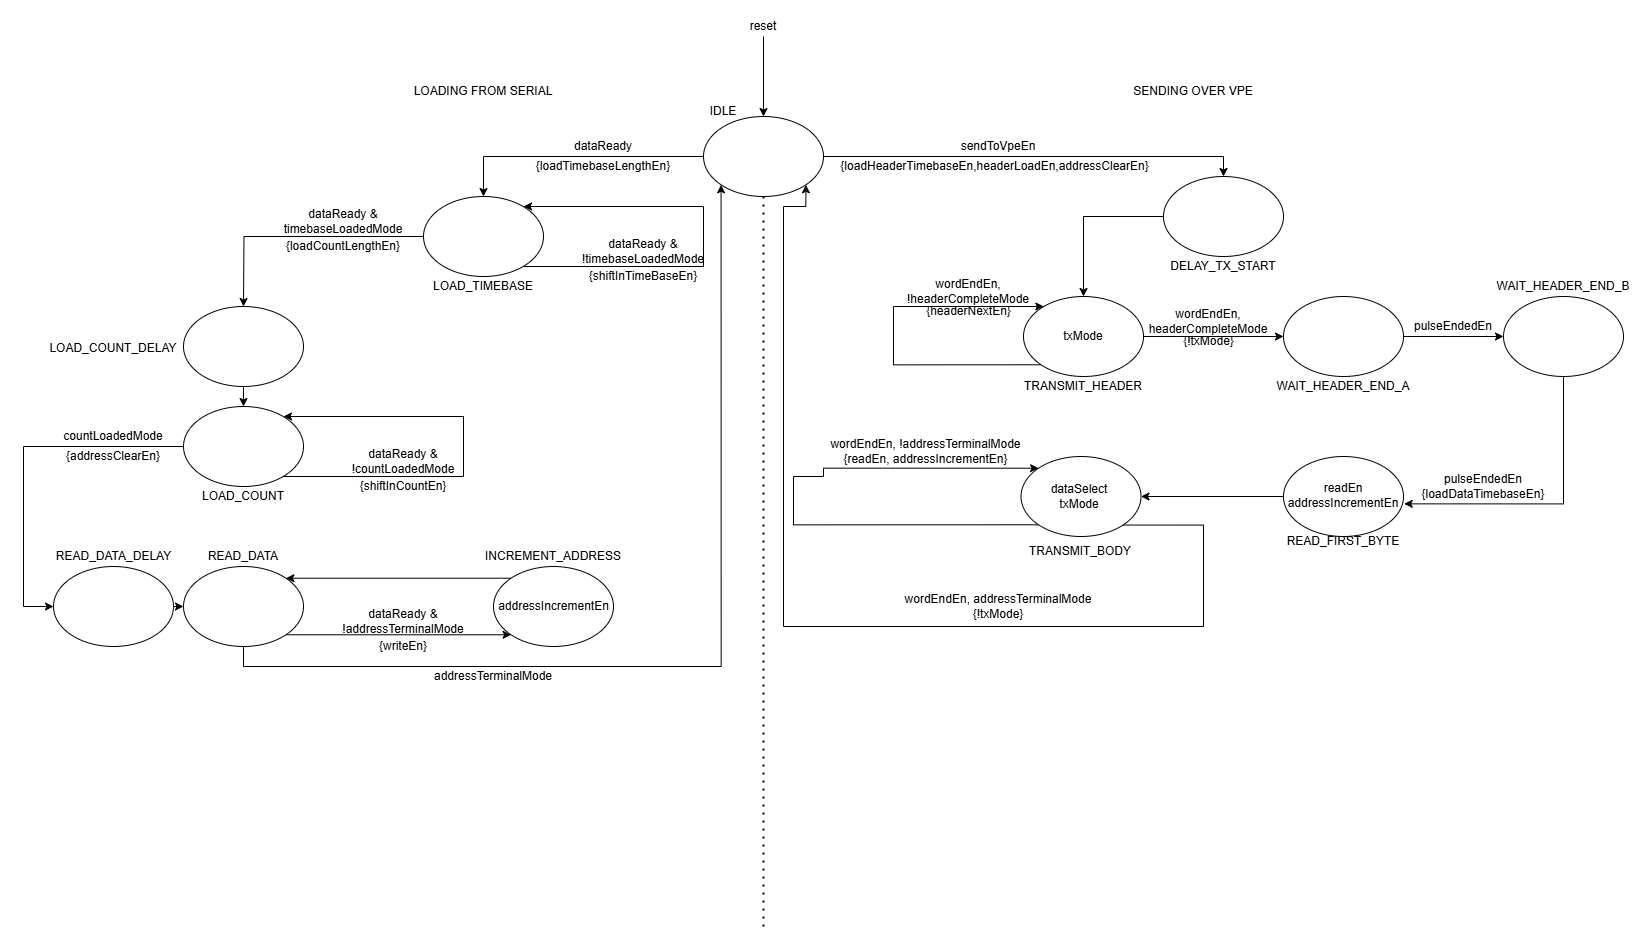 reset
LOADING FROM SERIAL
SENDING OVER VPE
IDLE
dataReady
{loadTimebaseLengthEn}
sendToVpeEn
{loadHeaderTimebaseEn,headerLoadEn,addressClearEn}
dataReady &
timebaseLoadedMode
{loadCountLengthEn}
dataReady &
!timebaseLoadedMode
{shiftInTimeBaseEn}
LOAD_TIMEBASE
DELAY_TX_START
wordEndEn,
!headerCompleteMode
{headerNextEn}
txMode
TRANSMIT_HEADER
wordEndEn,
headerCompleteMode
{!txMode}
WAIT_HEADER_END_A
pulseEndedEn
WAIT_HEADER_END_B
LOAD_COUNT_DELAY
countLoadedMode
{addressClearEn}
dataReady &
!countLoadedMode
{shiftInCountEn}
LOAD_COUNT
wordEndEn, !addressTerminalMode
{readEn, addressIncrementEn}
dataSelect
txMode
TRANSMIT_BODY
readEn
addressIncrementEn
READ_FIRST_BYTE
pulseEndedEn
{loadDataTimebaseEn}
READ_DATA_DELAY
READ_DATA
INCREMENT_ADDRESS
addressIncrementEn
dataReady &
!addressTerminalMode
{writeEn}
wordEndEn, addressTerminalMode
{!txMode}
addressTerminalMode